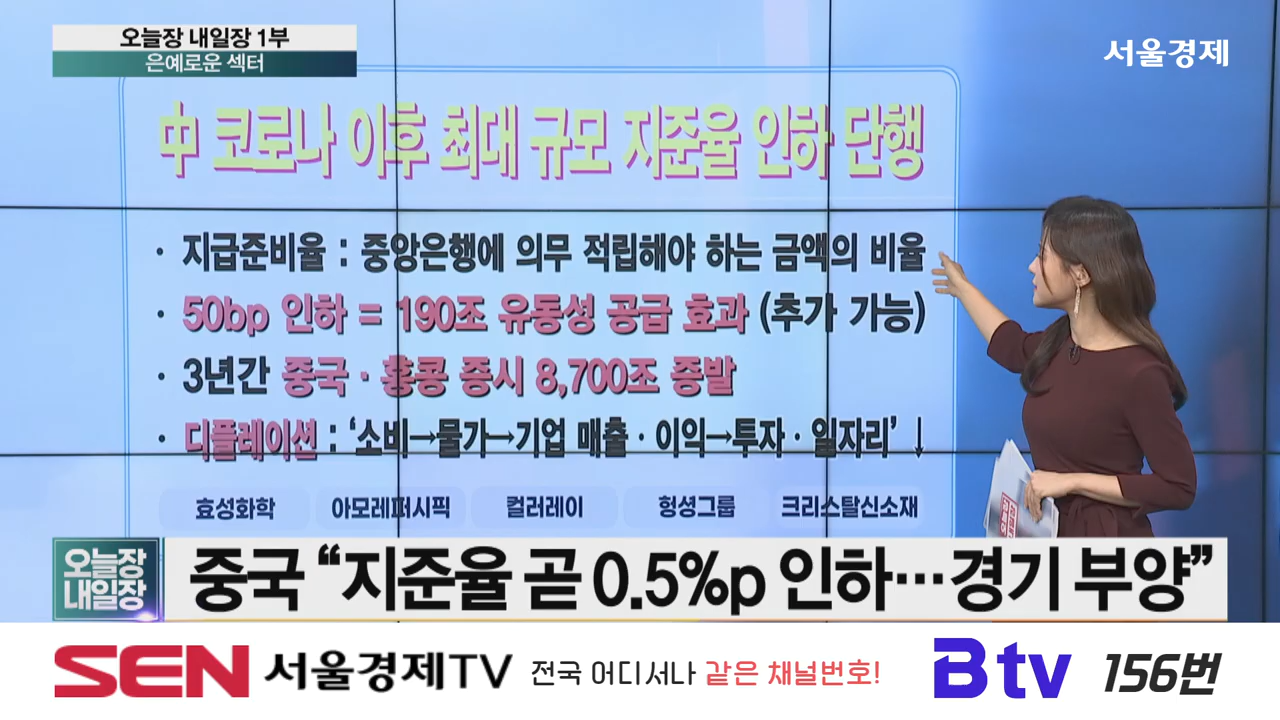 오늘장 내일장 1부
은예로운 섹터
서울경제
中 코로나 이후 최대 규모 지준율 인하 단행
· 지급준비율 : 중앙은행에 의무 적립해야 하는 금액의 비율
· 50bp 인하 = 190조 유동성 공급 효과 (추가 가능)
· 3년간 중국 · 홍콩 증시 8,700조 증발
· 디플레이션 : ‘소비→물가→기업 매출 · 이익→투자 · 일자리’ ↓
효성화학 아모레퍼시픽 컬러레이 헝셩그룹 크리스탈신소재
오늘장
내일장
중국 “지준율 곧 0.5%p 인하…경기 부양”
SEN 서울경제TV 전국 어디서나 같은 채널번호! B tv 156번